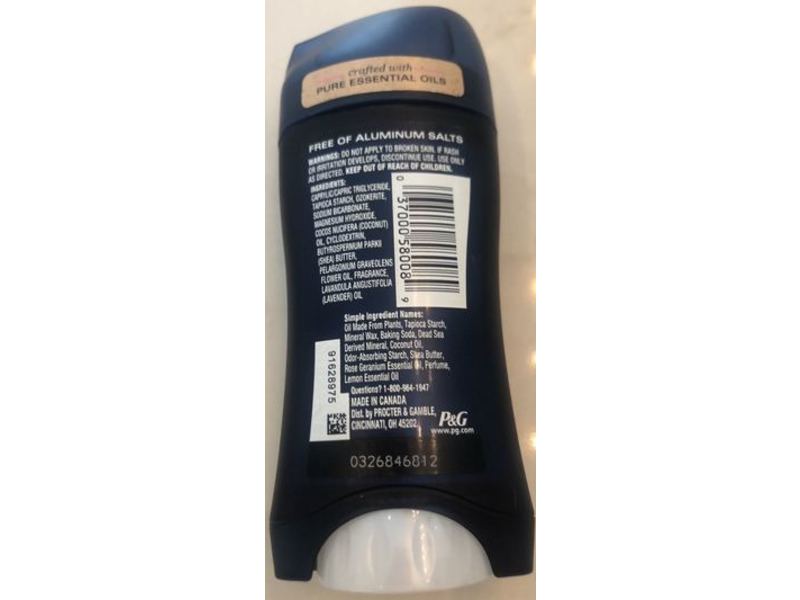 crafted with
PURE ESSENTIAL OILS
FREE OF ALUMINUM SALTS
WARNINGS: DO NOT APPLY TO BROKEN SKIN. IF RASH
OR IRRITATION DEVELOPS, DISCONTINUE USE. USE ONLY
AS DIRECTED. KEEP OUT OF REACH OF CHILDREN.
INGREDIENTS:
CAPRYLIC/CAPRIC TRIGLYCERIDE,
TAPIOCA STARCH, OZOKERITE,
SODIUM BICARBONATE,
MAGNESIUM HYDROXIDE,
COCOS NUCIFERA (COCONUT)
OIL, CYCLODEXTRIN,
BUTYROSPERMUM PARKII
(SHEA) BUTTER,
PELARGONIUM GRAVEOLENS
FLOWER OIL, FRAGRANCE,
LAVANDULA ANGUSTIFOLIA
(LAVENDER) OIL
0 37000 58008 9
Simple Ingredient Names:
Oil Made From Plants, Tapioca Starch,
Mineral Wax, Baking Soda, Dead Sea
Derived Mineral, Coconut Oil,
Odor-Absorbing Starch, Shea Butter,
Rose Geranium Essential Oil, Perfume,
Lemon Essential Oil
Questions? 1-800-964-1947
MADE IN CANADA
Dist. by PROCTER & GAMBLE,
CINCINNATI, OH 45202
P&G
www.pg.com
91628975
0326846812